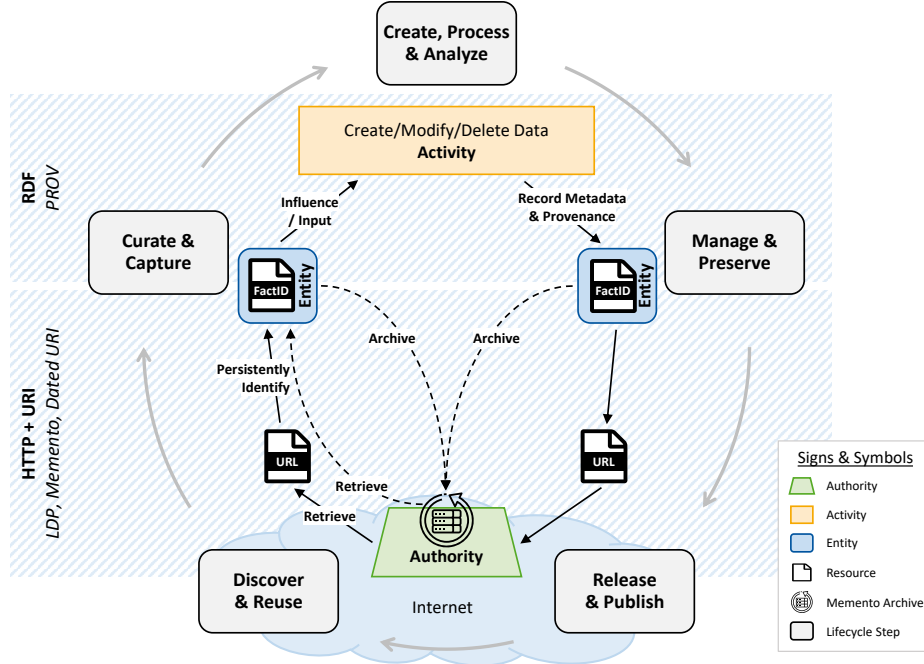 Create, Process
& Analyze
Create/Modify/Delete Data
Activity
RDF
PROV
Influence
/ Input
Record Metadata
& Provenance
Curate &
Capture
Manage &
Preserve
FactID
Entity
FactID
Entity
Archive
Archive
HTTP + URI
LDP, Memento, Dated URI
Persistently
Identify
URL
URL
Retrieve
Retrieve
Authority
Discover
& Reuse
Release
& Publish
Internet
Signs & Symbols
Authority
Activity
Entity
Resource
Memento Archive
Lifecycle Step